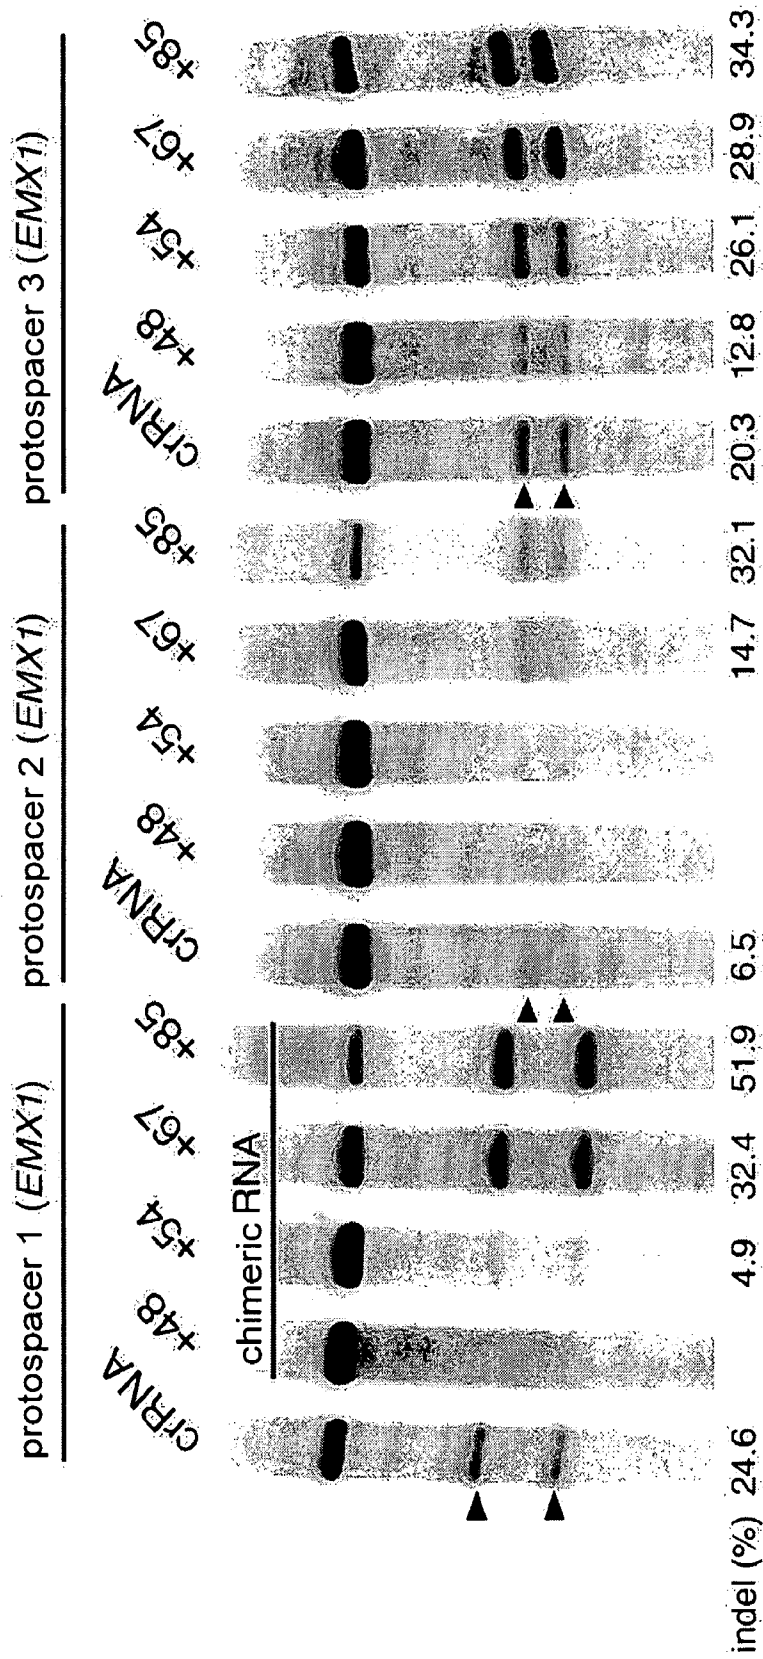 protospacer 1 (EMX1) protospacer 2 (EMX1) protospacer 3 (EMX1)
crRNA +48 +54 +67 +85 crRNA +48 +54 +67 +85 crRNA +48 +54 +67 +85
chimeric RNA
indel (%) 24.6 4.9 32.4 51.9 6.5 14.7 32.1 20.3 12.8 26.1 28.9 34.3